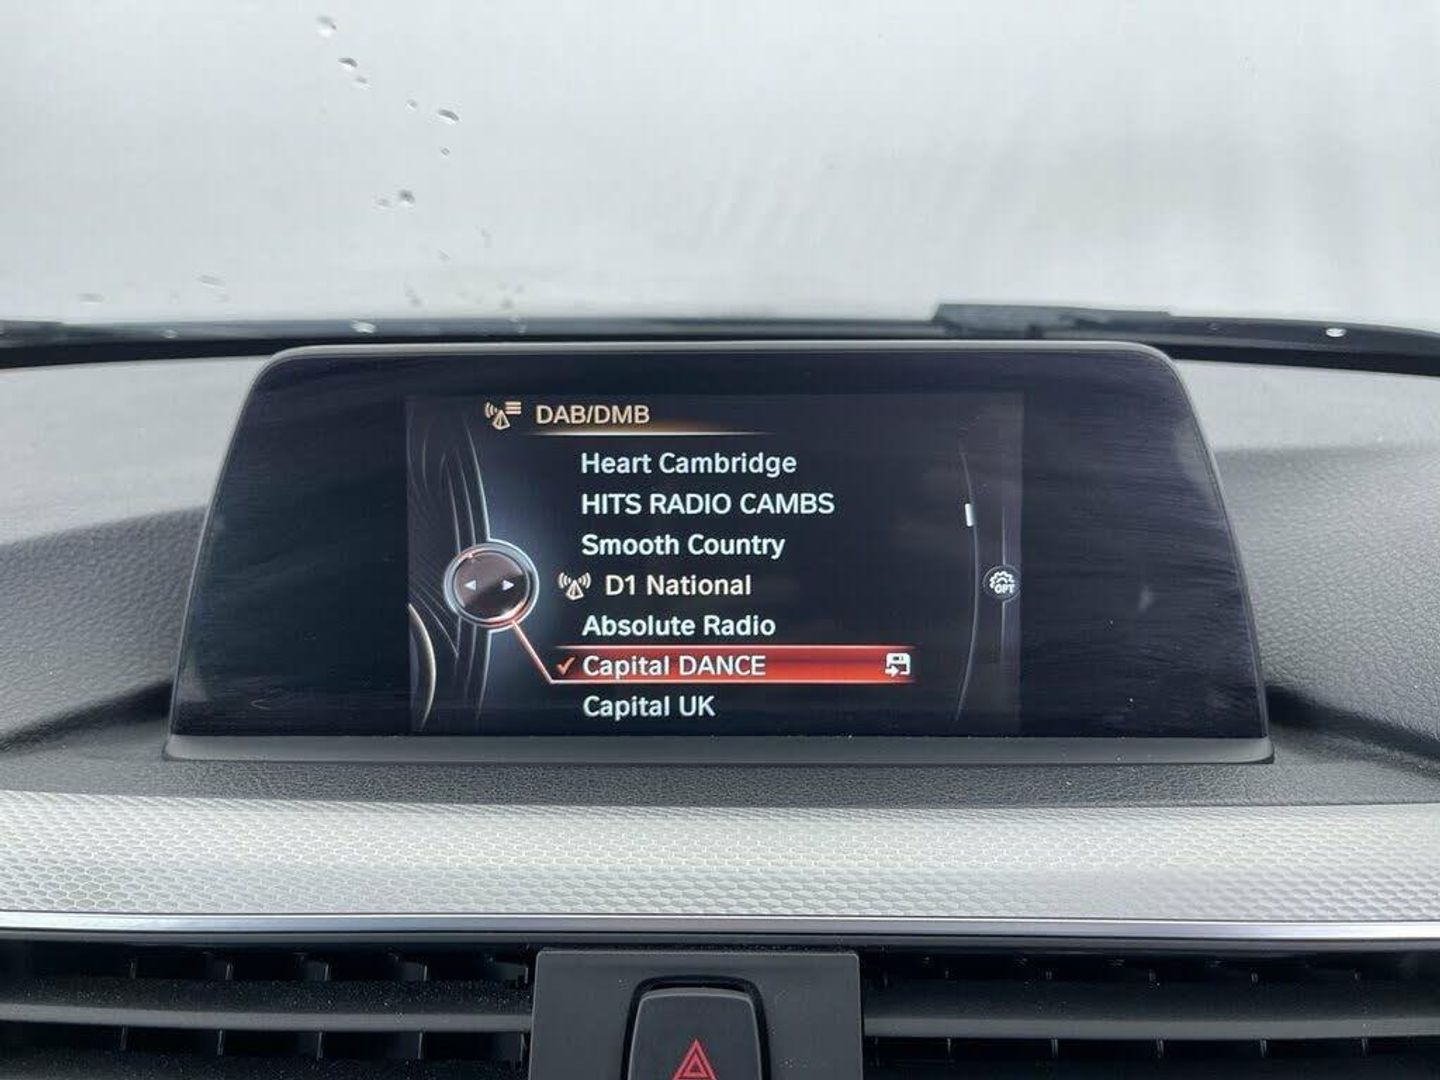 DAB/DMB
Heart Cambridge
HITS RADIO CAMBS
Smooth Country
D1 National
Absolute Radio
Capital DANCE
Capital UK
OPT